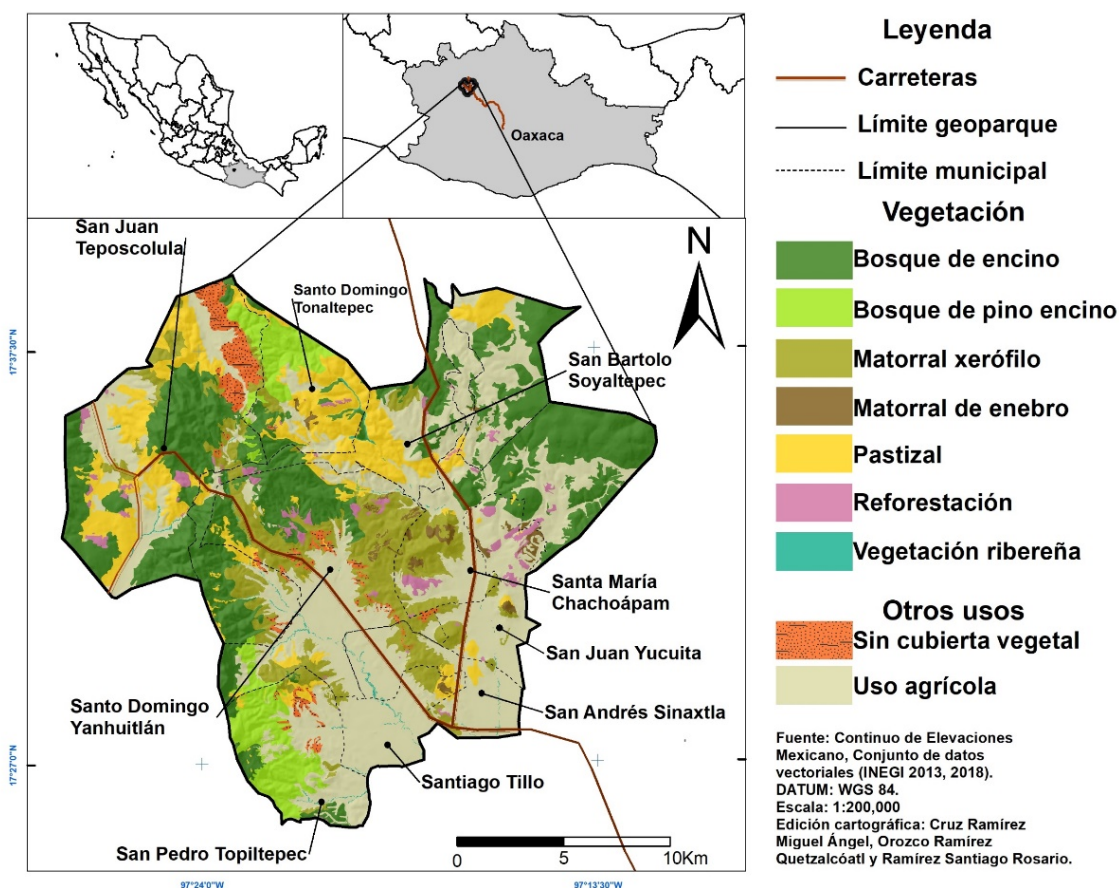 Oaxaca
San Juan
Teposcolula
Santo Domingo
Tonaltepec
N
San Bartolo
Soyaltepec
17°37'30"N
Santa María
Chachoápam
San Juan Yucuita
Santo Domingo
Yanhuitlán
San Andrés Sinaxtla
Santiago Tillo
17°27'0"N
San Pedro Topiltepec
0 5 10Km
97°24'0"W 97°13'30"W
Leyenda
Carreteras
Límite geoparque
Límite municipal
Vegetación
Bosque de encino
Bosque de pino encino
Matorral xerófilo
Matorral de enebro
Pastizal
Reforestación
Vegetación ribereña
Otros usos
Sin cubierta vegetal
Uso agrícola
Fuente: Continuo de Elevaciones
Mexicano, Conjunto de datos
vectoriales (INEGI 2013, 2018).
DATUM: WGS 84.
Escala: 1:200,000
Edición cartográfica: Cruz Ramírez
Miguel Ángel, Orozco Ramírez
Quetzalcóatl y Ramírez Santiago Rosario.